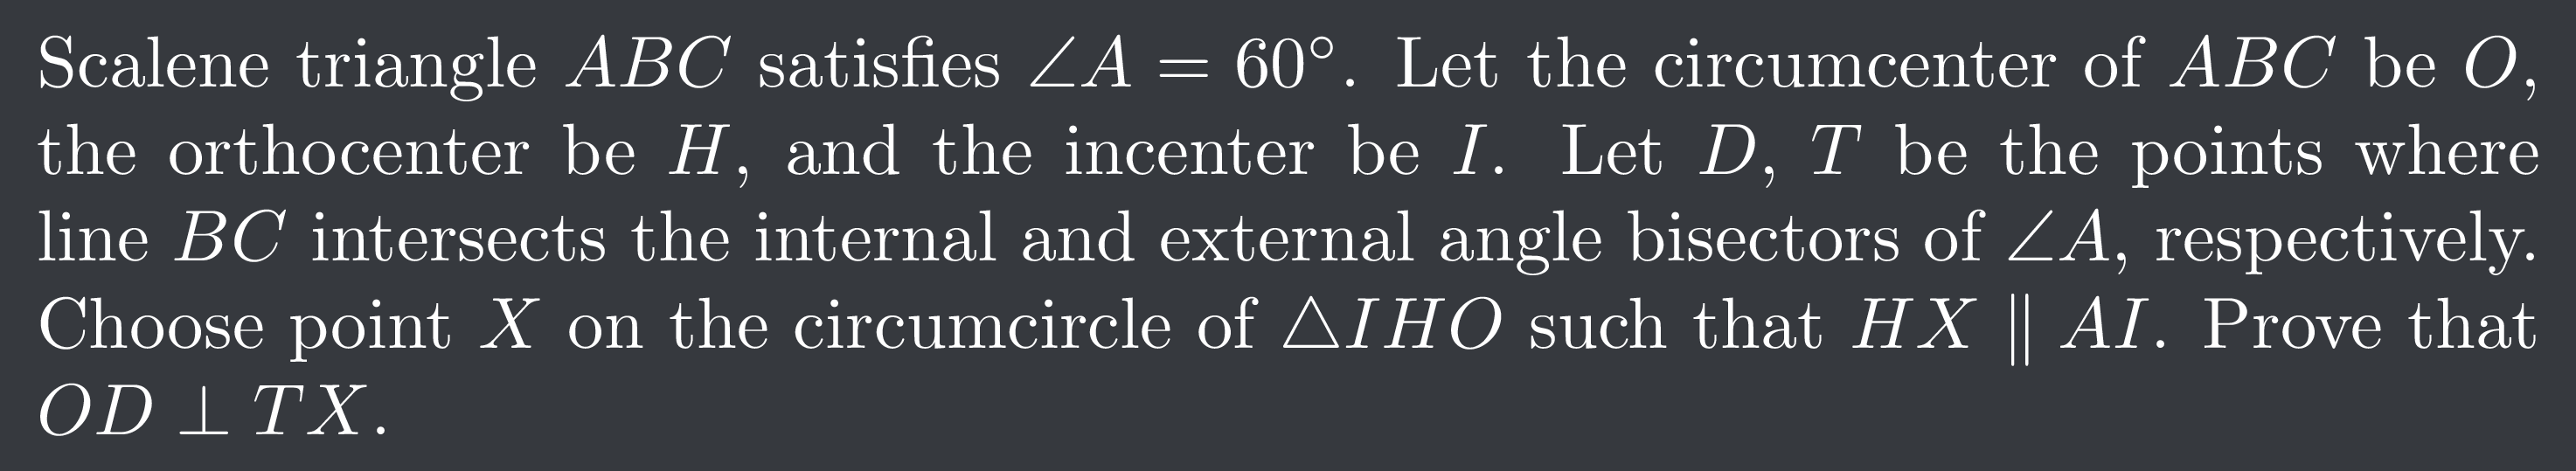 Scalene triangle ABC satisfies ∠A = 60°. Let the circumcenter of ABC be O,
the orthocenter be H, and the incenter be I. Let D, T be the points where
line BC intersects the internal and external angle bisectors of ∠A, respectively.
Choose point X on the circumcircle of △IHO such that HX ∥ AI. Prove that
OD ⊥ TX.